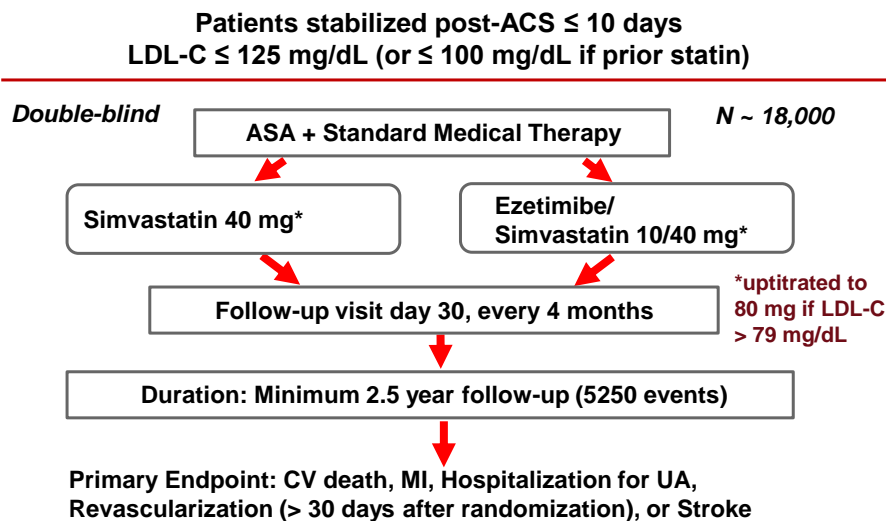 Patients stabilized post-ACS ≤ 10 days
LDL-C ≤ 125 mg/dL (or ≤ 100 mg/dL if prior statin)
Double-blind
N ~ 18,000
ASA + Standard Medical Therapy
Simvastatin 40 mg*
Ezetimibe/
Simvastatin 10/40 mg*
*uptitrated to
80 mg if LDL-C
> 79 mg/dL
Follow-up visit day 30, every 4 months
Duration: Minimum 2.5 year follow-up (5250 events)
Primary Endpoint: CV death, MI, Hospitalization for UA,
Revascularization (> 30 days after randomization), or Stroke